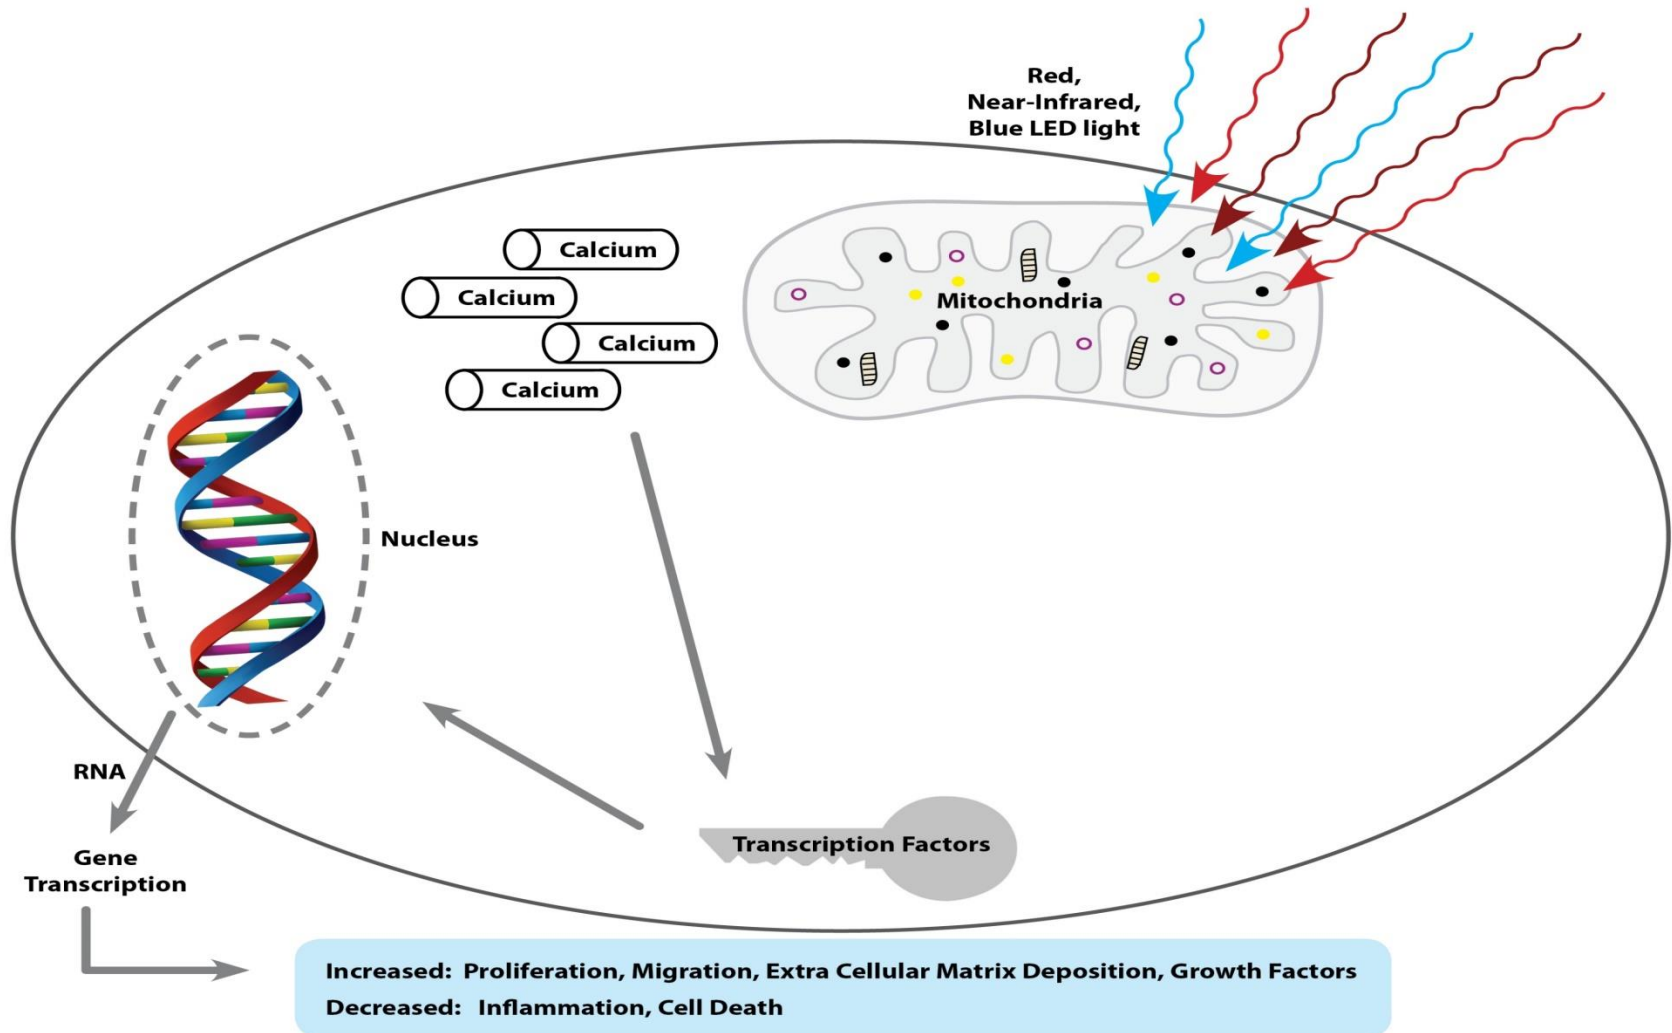 Red,
Near-Infrared,
Blue LED light
Calcium
Calcium
Calcium
Calcium
Mitochondria
Nucleus
RNA
Gene
Transcription
Transcription Factors
Increased: Proliferation, Migration, Extra Cellular Matrix Deposition, Growth Factors
Decreased: Inflammation, Cell Death